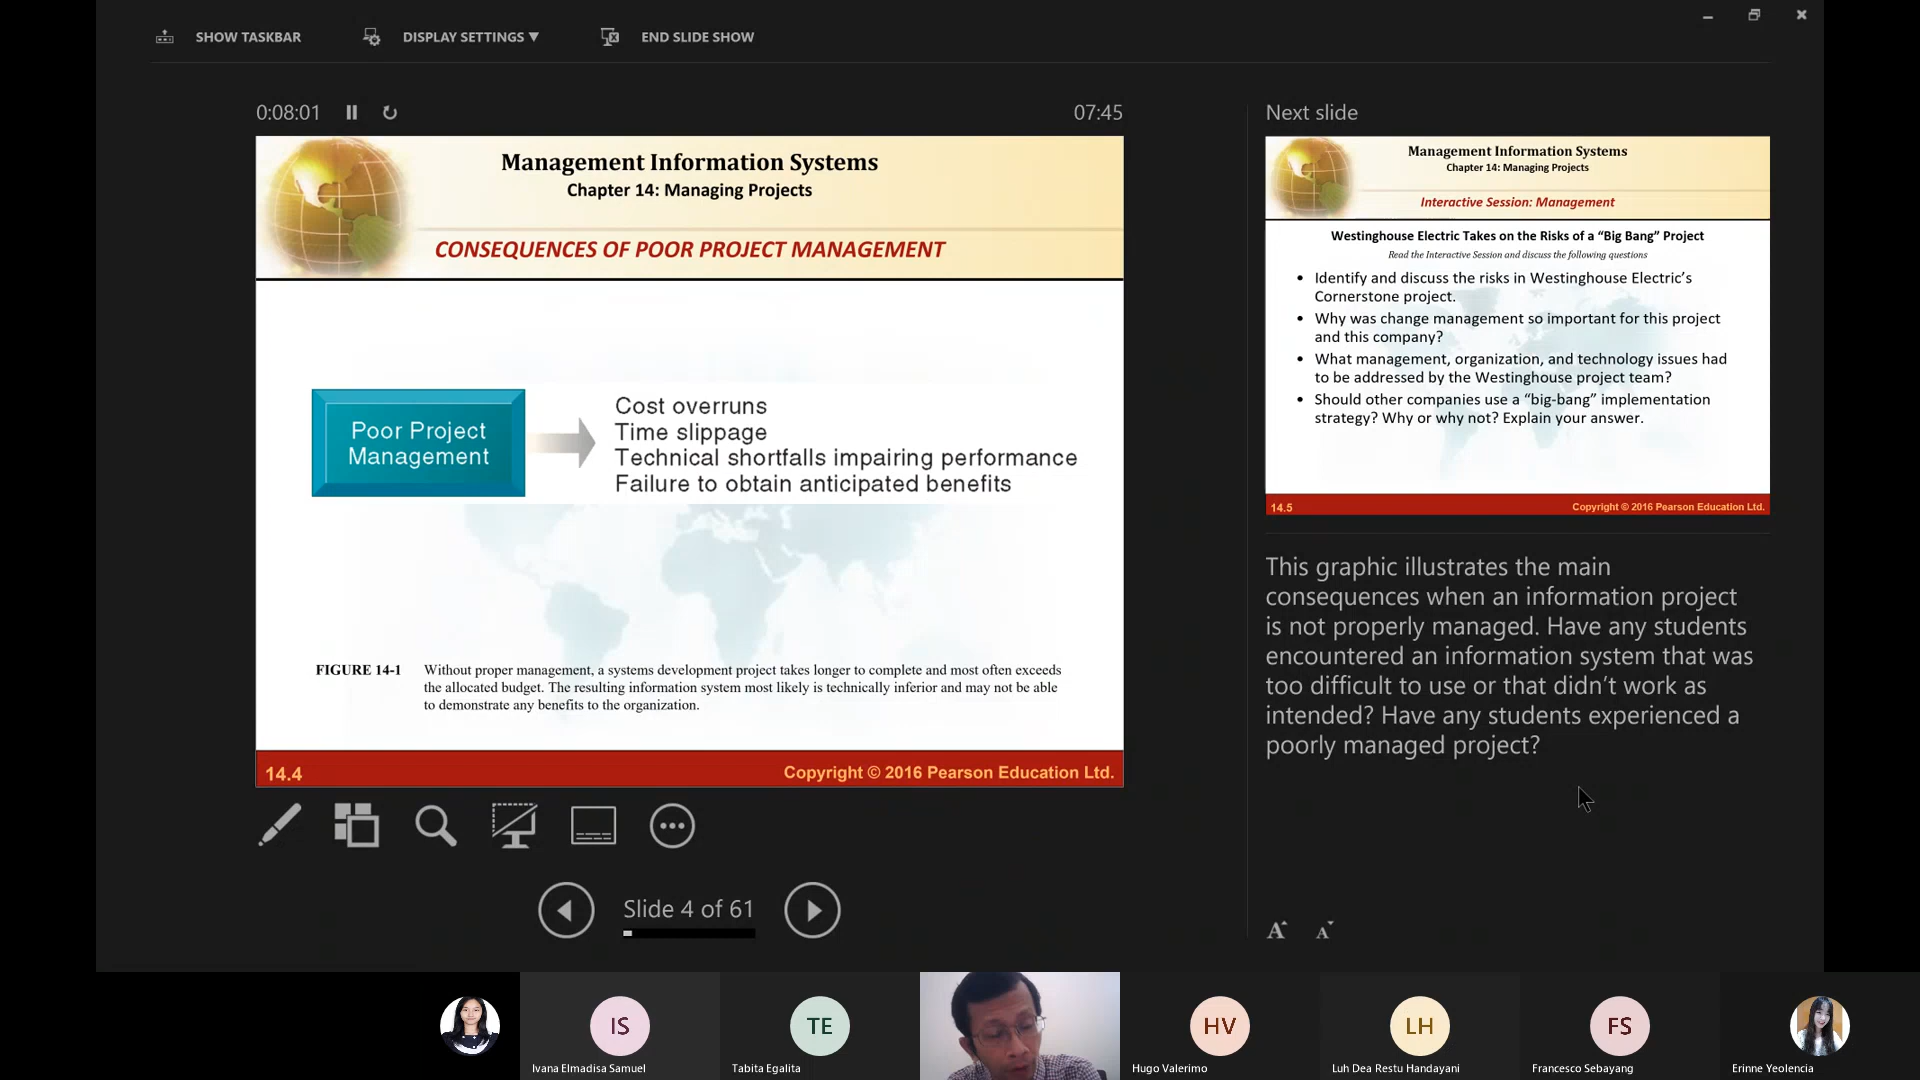 SHOW TASKBAR
DISPLAY SETTINGS ▼
END SLIDE SHOW
0:08:01
07:45
Management Information Systems
Chapter 14: Managing Projects
CONSEQUENCES OF POOR PROJECT MANAGEMENT
Poor Project
Management
Cost overruns
Time slippage
Technical shortfalls impairing performance
Failure to obtain anticipated benefits
FIGURE 14-1
Without proper management, a systems development project takes longer to complete and most often exceeds
the allocated budget. The resulting information system most likely is technically inferior and may not be able
to demonstrate any benefits to the organization.
14.4
Copyright © 2016 Pearson Education Ltd.
Slide 4 of 61
Next slide
Management Information Systems
Chapter 14: Managing Projects
Interactive Session: Management
Westinghouse Electric Takes on the Risks of a “Big Bang” Project
Read the Interactive Session and discuss the following questions
• Identify and discuss the risks in Westinghouse Electric’s
Cornerstone project.
• Why was change management so important for this project
and this company?
• What management, organization, and technology issues had
to be addressed by the Westinghouse project team?
• Should other companies use a “big-bang” implementation
strategy? Why or why not? Explain your answer.
14.5
Copyright © 2016 Pearson Education Ltd.
This graphic illustrates the main
consequences when an information project
is not properly managed. Have any students
encountered an information system that was
too difficult to use or that didn’t work as
intended? Have any students experienced a
poorly managed project?
A A
IS
Ivana Elmadisa Samuel
TE
Tabita Egalita
HV
Hugo Valerimo
LH
Luh Dea Restu Handayani
FS
Francesco Sebayang
Erinne Yeolencia